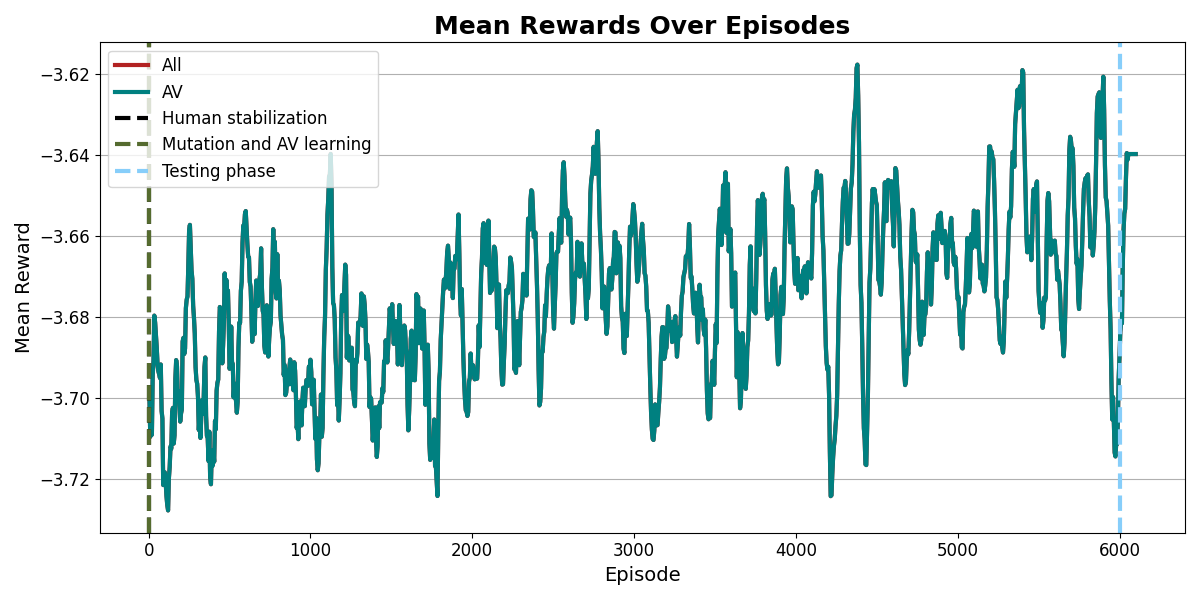 Mean Rewards Over Episodes
All
AV
Human stabilization
Mutation and AV learning
Testing phase
Mean Reward
−3.62
−3.64
−3.66
−3.68
−3.70
−3.72
0 1000 2000 3000 4000 5000 6000
Episode